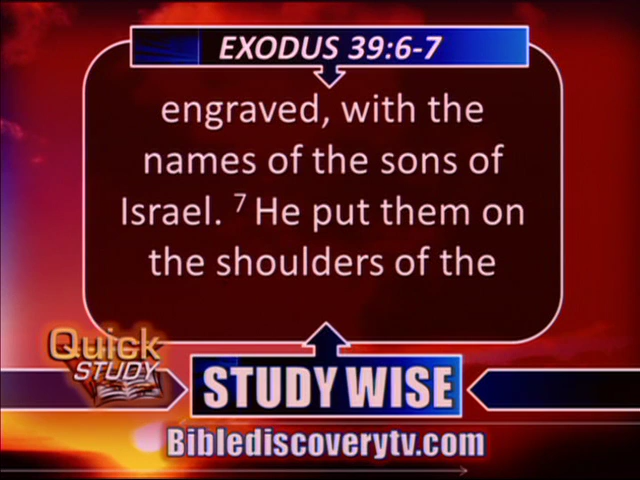 EXODUS 39:6-7
engraved, with the
names of the sons of
Israel. 7 He put them on
the shoulders of the
Quick
STUDY
STUDY WISE
Biblediscoverytv.com